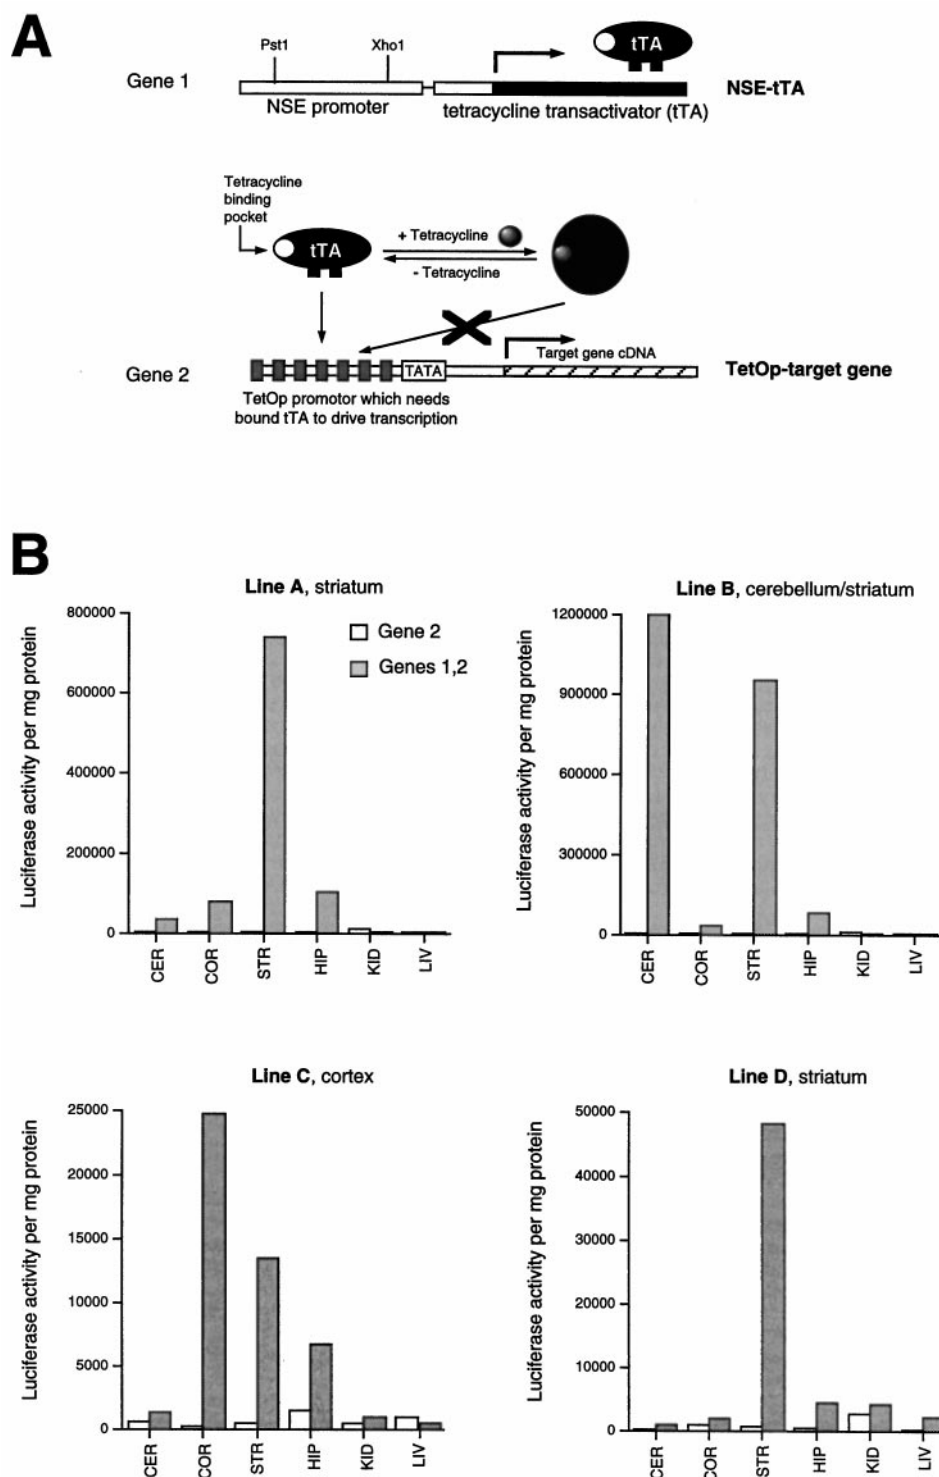 A
Pst1
Xho1
tTA
Gene 1
NSE-tTA
NSE promoter
tetracycline transactivator (tTA)
Tetracycline
binding
pocket
tTA
+ Tetracycline
- Tetracycline
Gene 2
TATA
Target gene cDNA
TetOp-target gene
TetOp promotor which needs
bound tTA to drive transcription
B
Line A, striatum
Luciferase activity per mg protein
800000
600000
400000
200000
0
Gene 2
Genes 1,2
CER
COR
STR
HIP
KID
LIV
Line B, cerebellum/striatum
Luciferase activity per mg protein
1200000
900000
600000
300000
0
CER
COR
STR
HIP
KID
LIV
Line C, cortex
Luciferase activity per mg protein
25000
20000
15000
10000
5000
0
CER
COR
STR
HIP
KID
LIV
Line D, striatum
Luciferase activity per mg protein
50000
40000
30000
20000
10000
0
CER
COR
STR
HIP
KID
LIV